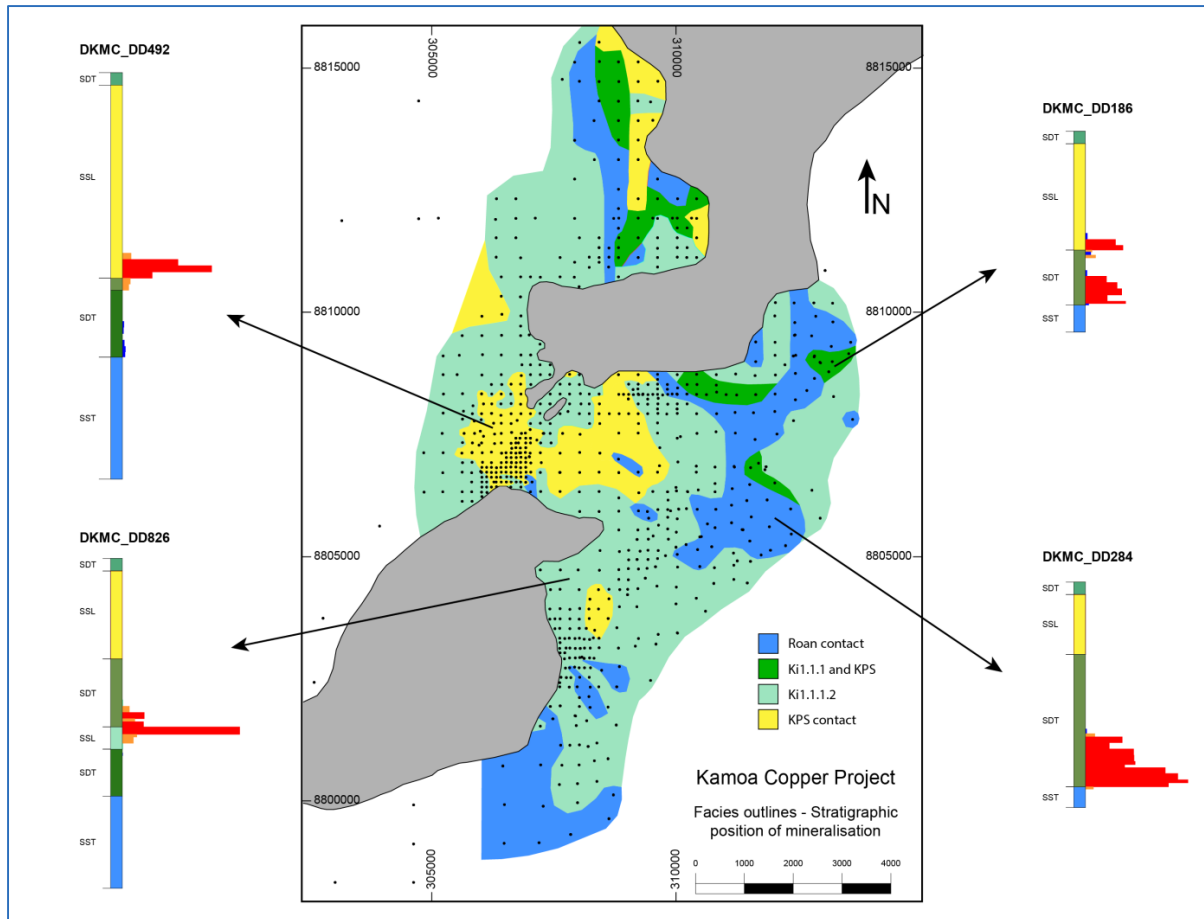 DKMC_DD492
SDT
SSL
SDT
SST
DKMC_DD826
SDT
SSL
SDT
SSL
SDT
SST
305000
310000
8815000
8815000
8810000
8810000
8805000
8805000
8800000
8800000
305000
310000
N
Roan contact
Ki1.1.1 and KPS
Ki1.1.1.2
KPS contact
Kamoa Copper Project
Facies outlines - Stratigraphic
position of mineralisation
0 1000 2000 3000 4000
DKMC_DD186
SDT
SSL
SDT
SST
DKMC_DD284
SDT
SSL
SDT
SST